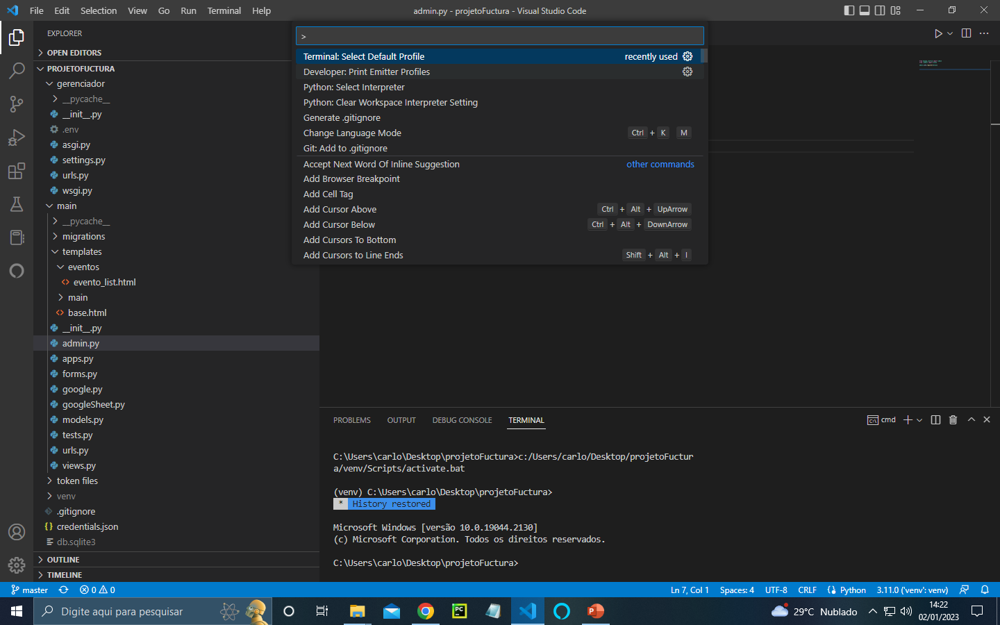 File Edit Selection View Go Run Terminal Help
admin.py - projetoFuctura - Visual Studio Code
EXPLORER
OPEN EDITORS
PROJETOFUCTURA
gerenciador
__pycache__
__init__.py
.env
asgi.py
settings.py
urls.py
wsgi.py
main
__pycache__
migrations
templates
eventos
evento_list.html
main
base.html
__init__.py
admin.py
apps.py
forms.py
google.py
googleSheet.py
models.py
tests.py
urls.py
views.py
token files
venv
.gitignore
credentials.json
db.sqlite3
OUTLINE
TIMELINE
>
Terminal: Select Default Profile recently used
Developer: Print Emitter Profiles
Python: Select Interpreter
Python: Clear Workspace Interpreter Setting
Generate .gitignore
Change Language Mode Ctrl + K M
Git: Add to .gitignore
Accept Next Word Of Inline Suggestion other commands
Add Browser Breakpoint
Add Cell Tag
Add Cursor Above Ctrl + Alt + UpArrow
Add Cursor Below Ctrl + Alt + DownArrow
Add Cursors To Bottom
Add Cursors to Line Ends Shift + Alt + I
PROBLEMS OUTPUT DEBUG CONSOLE TERMINAL
cmd
C:\Users\carlo\Desktop\projetoFuctura>c:/Users/carlo/Desktop/projetoFuctur
a/venv/Scripts/activate.bat
(venv) C:\Users\carlo\Desktop\projetoFuctura>
* History restored
Microsoft Windows [versão 10.0.19044.2130]
(c) Microsoft Corporation. Todos os direitos reservados.
C:\Users\carlo\Desktop\projetoFuctura>
master 0 0 Ln 7, Col 1 Spaces: 4 UTF-8 CRLF Python 3.11.0 ('venv': venv)
Digite aqui para pesquisar
29°C Nublado
14:22
02/01/2023